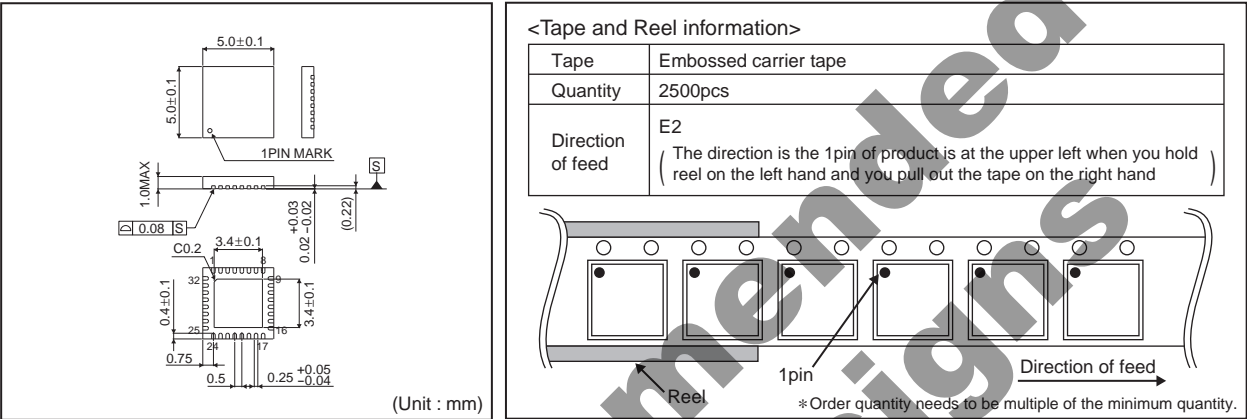 5.0±0.1
5.0±0.1
1PIN MARK
1.0MAX
S
+0.03
0.02 -0.02
(0.22)
0.08 S
C0.2
3.4±0.1
1 8
32 9
0.4±0.1
3.4±0.1
25 16
24 17
0.75
0.5 0.25 +0.05
-0.04
(Unit : mm)
<Tape and Reel information>
Tape Embossed carrier tape
Quantity 2500pcs
Direction of feed
E2
( The direction is the 1pin of product is at the upper left when you hold
reel on the left hand and you pull out the tape on the right hand )
1pin
Reel
Direction of feed
*Order quantity needs to be multiple of the minimum quantity.
mended
signs